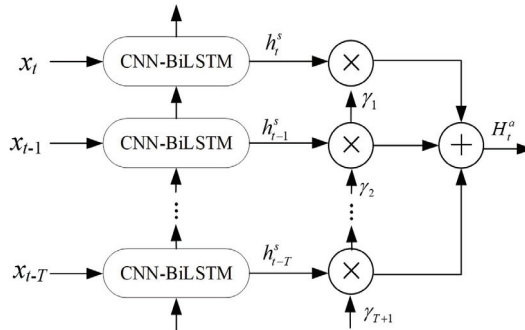 x_t CNN-BiLSTM h_t^s ×
γ_1
x_{t-1} CNN-BiLSTM h_{t-1}^s × + H_t^a
γ_2
x_{t-T} CNN-BiLSTM h_{t-T}^s ×
γ_{T+1}